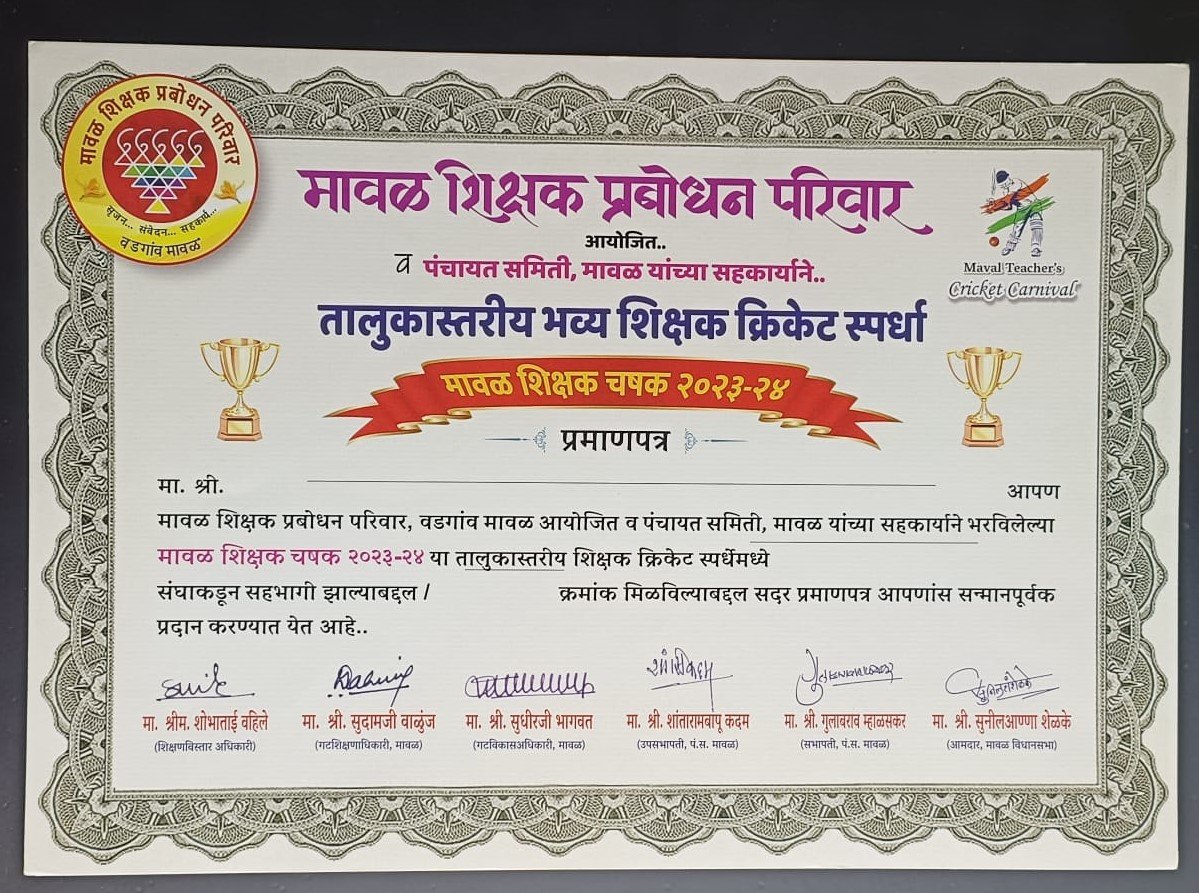 मावळ शिक्षक प्रबोधन परिवार
सृजन... संवेदन... सहकार्य...
वडगांव मावळ
मावळ शिक्षक प्रबोधन परिवार
आयोजित..
व पंचायत समिती, मावळ यांच्या सहकार्याने..
Maval Teacher's
Cricket Carnival
तालुकास्तरीय भव्य शिक्षक क्रिकेट स्पर्धा
मावळ शिक्षक चषक २०२३-२४
प्रमाणपत्र
मा. श्री. आपण
मावळ शिक्षक प्रबोधन परिवार, वडगांव मावळ आयोजित व पंचायत समिती, मावळ यांच्या सहकार्याने भरविलेल्या
मावळ शिक्षक चषक २०२३-२४ या तालुकास्तरीय शिक्षक क्रिकेट स्पर्धेमध्ये
संघाकडून सहभागी झाल्याबद्दल / क्रमांक मिळविल्याबद्दल सदर प्रमाणपत्र आपणांस सन्मानपूर्वक
प्रदान करण्यात येत आहे..
मा. श्रीम. शोभाताई वहिले मा. श्री. सुदामजी वाळुंज मा. श्री. सुधीरजी भागवत मा. श्री. शांतारामबापू कदम मा. श्री. गुलाबराव म्हाळसकर मा. श्री. सुनीलआण्णा शेळके
(शिक्षणविस्तार अधिकारी) (गटशिक्षणाधिकारी, मावळ) (गटविकासअधिकारी, मावळ) (उपसभापती, पं.स. मावळ) (सभापती, पं.स. मावळ) (आमदार, मावळ विधानसभा)